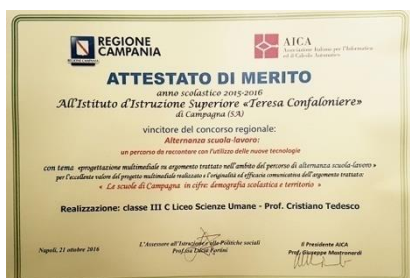 REGIONE
CAMPANIA
AICA
Associazione Italiana per l'Informatica
ed il Calcolo Automatico
ATTESTATO DI MERITO
anno scolastico 2015-2016
All'Istituto d'Istruzione Superiore «Teresa Confaloniere»
di Campagna (SA)
vincitore del concorso regionale:
Alternanza scuola-lavoro:
un percorso da raccontare con l'utilizzo delle nuove tecnologie
con tema «progettazione multimediale su argomento trattato nell'ambito del percorso di alternanza scuola-lavoro»
per l'eccellente valore del progetto multimediale realizzato e l'originalità ed efficacia comunicativa dell'argomento trattato:
« Le scuole di Campagna in cifre: demografia scolastica e territorio »
Realizzazione: classe III C Liceo Scienze Umane - Prof. Cristiano Tedesco
Napoli, 21 ottobre 2016
L'Assessore all'Istruzione e alle Politiche sociali
Prof.ssa Lucia Fortini
Il Presidente AICA
Prof. Giuseppe Mastronardi